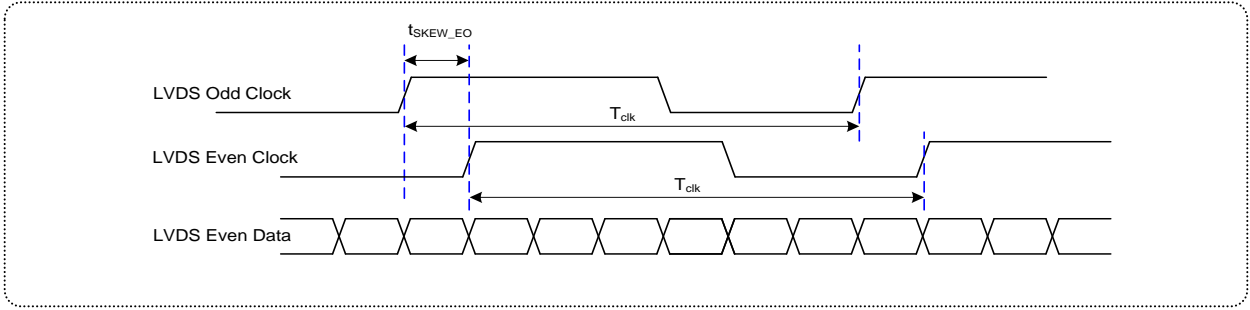 tSKEW_EO
LVDS Odd Clock
Tclk
LVDS Even Clock
Tclk
LVDS Even Data